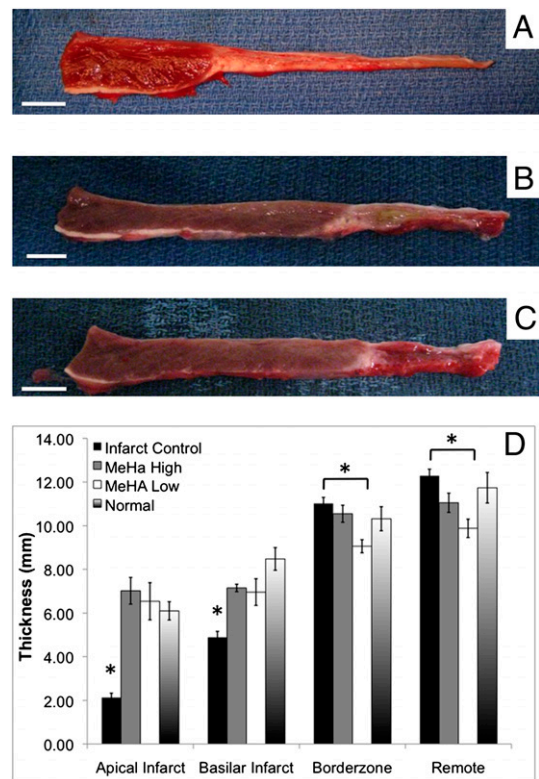 A
B
C
D
14.00
12.00
10.00
8.00
6.00
4.00
2.00
0.00
Thickness (mm)
Infarct Control
MeHa High
MeHA Low
Normal
*
*
*
*
Apical Infarct Basilar Infarct Borderzone Remote